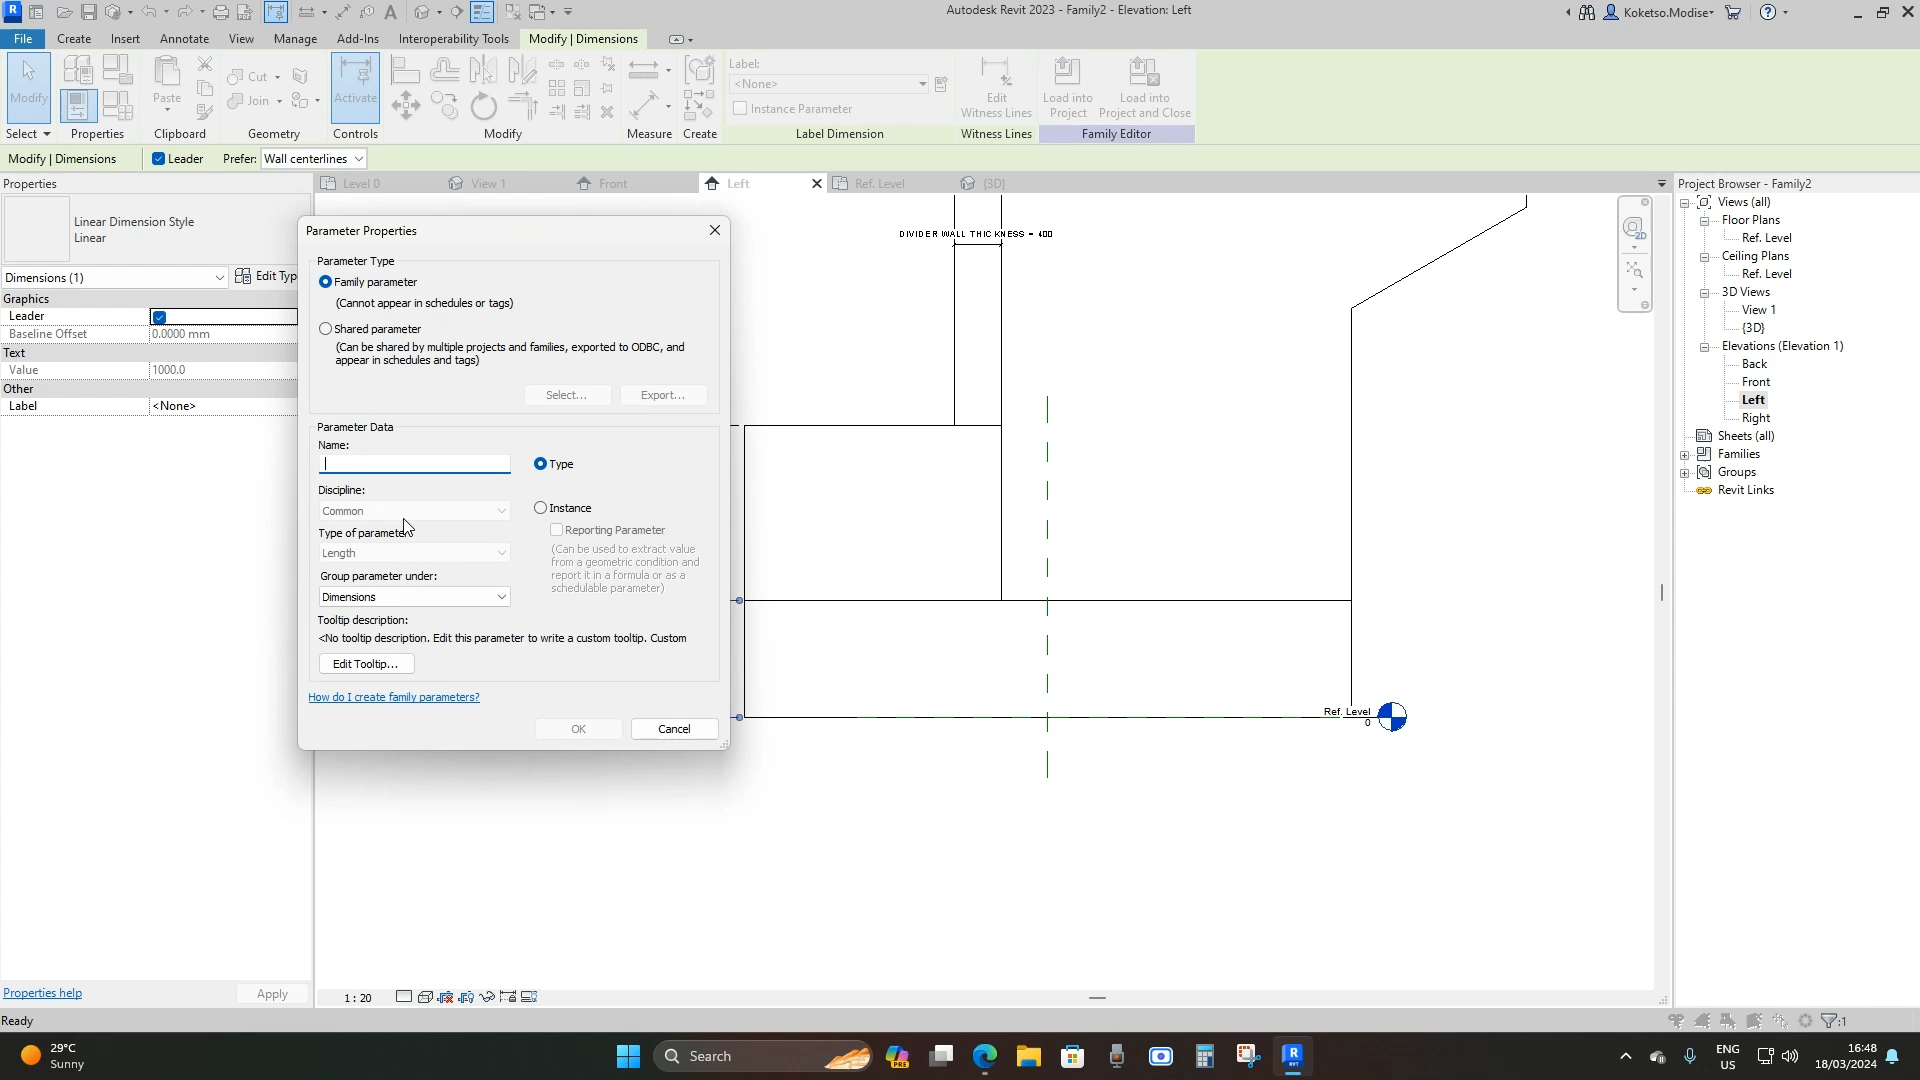 Autodesk Revit 2023 - Family2 - Elevation: Left
Koketso.Modise
File
Create
Insert
Annotate
View
Manage
Add-Ins
Interoperability Tools
Modify | Dimensions
Modify
Paste
Cut
Join
Activate
Label:
<None>
Instance Parameter
Edit
Witness Lines
Load into
Project
Load into
Project and Close
Select
Properties
Clipboard
Geometry
Controls
Modify
Measure
Create
Label Dimension
Witness Lines
Family Editor
Modify | Dimensions
Leader
Prefer:
Wall centerlines
Properties
Level 0
View 1
Front
Left
Ref. Level
{3D}
Project Browser - Family2
Linear Dimension Style
Linear
Dimensions (1)
Edit Typ
Graphics
Leader
Baseline Offset
0.0000 mm
Text
Value
1000.0
Other
Label
<None>
Properties help
Apply
Parameter Properties
Parameter Type
Family parameter
(Cannot appear in schedules or tags)
Shared parameter
(Can be shared by multiple projects and families, exported to ODBC, and
appear in schedules and tags)
Select...
Export...
Parameter Data
Name:
Type
Discipline:
Common
Instance
Type of parameter
Reporting Parameter
Length
(Can be used to extract value
from a geometric condition and
report it in a formula or as a
schedulable parameter)
Group parameter under:
Dimensions
Tooltip description:
<No tooltip description. Edit this parameter to write a custom tooltip. Custom
Edit Tooltip...
How do I create family parameters?
OK
Cancel
DIVIDER WALL THICKNESS = 400
Ref. Level
0
2D
Views (all)
Floor Plans
Ref. Level
Ceiling Plans
Ref. Level
3D Views
View 1
{3D}
Elevations (Elevation 1)
Back
Front
Left
Right
Sheets (all)
Families
Groups
Revit Links
1 : 20
Ready
:1
29°C
Sunny
Search
PRE
R
RVT
ENG
US
16:48
18/03/2024